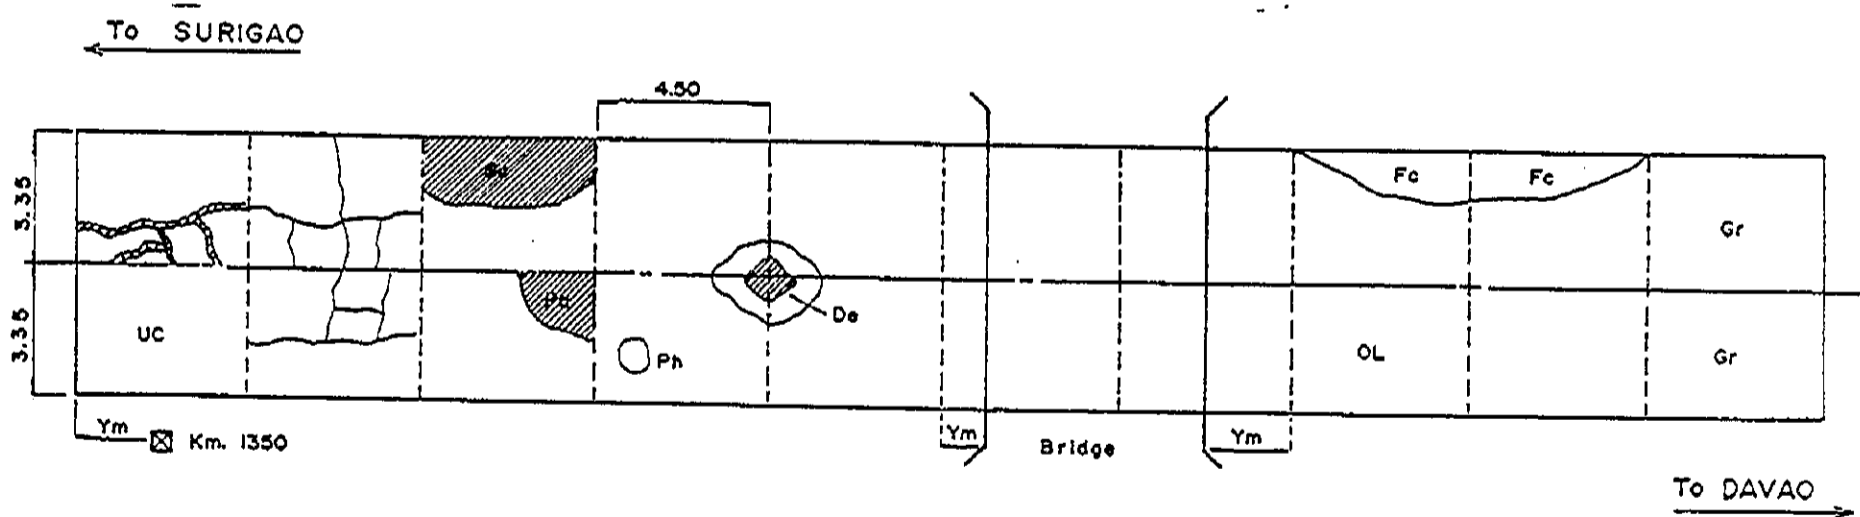 To SURIGAO
4.50
3.35
3.35
Fc
Fc
Gr
De
UC
Ph
OL
Gr
Ym
Km. 1350
Ym
Bridge
Ym
To DAVAO